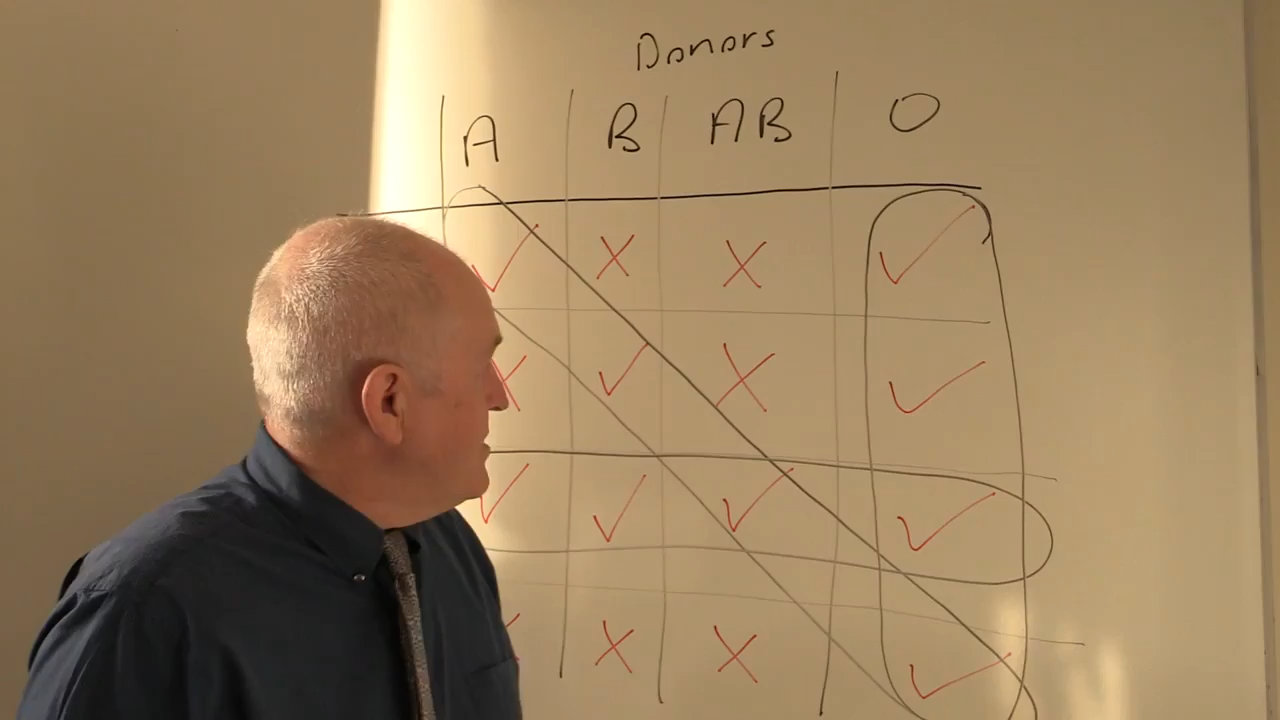 Donors
A B AB O
✓ X X ✓
X ✓ X ✓
✓ ✓ ✓ ✓
X X ✓